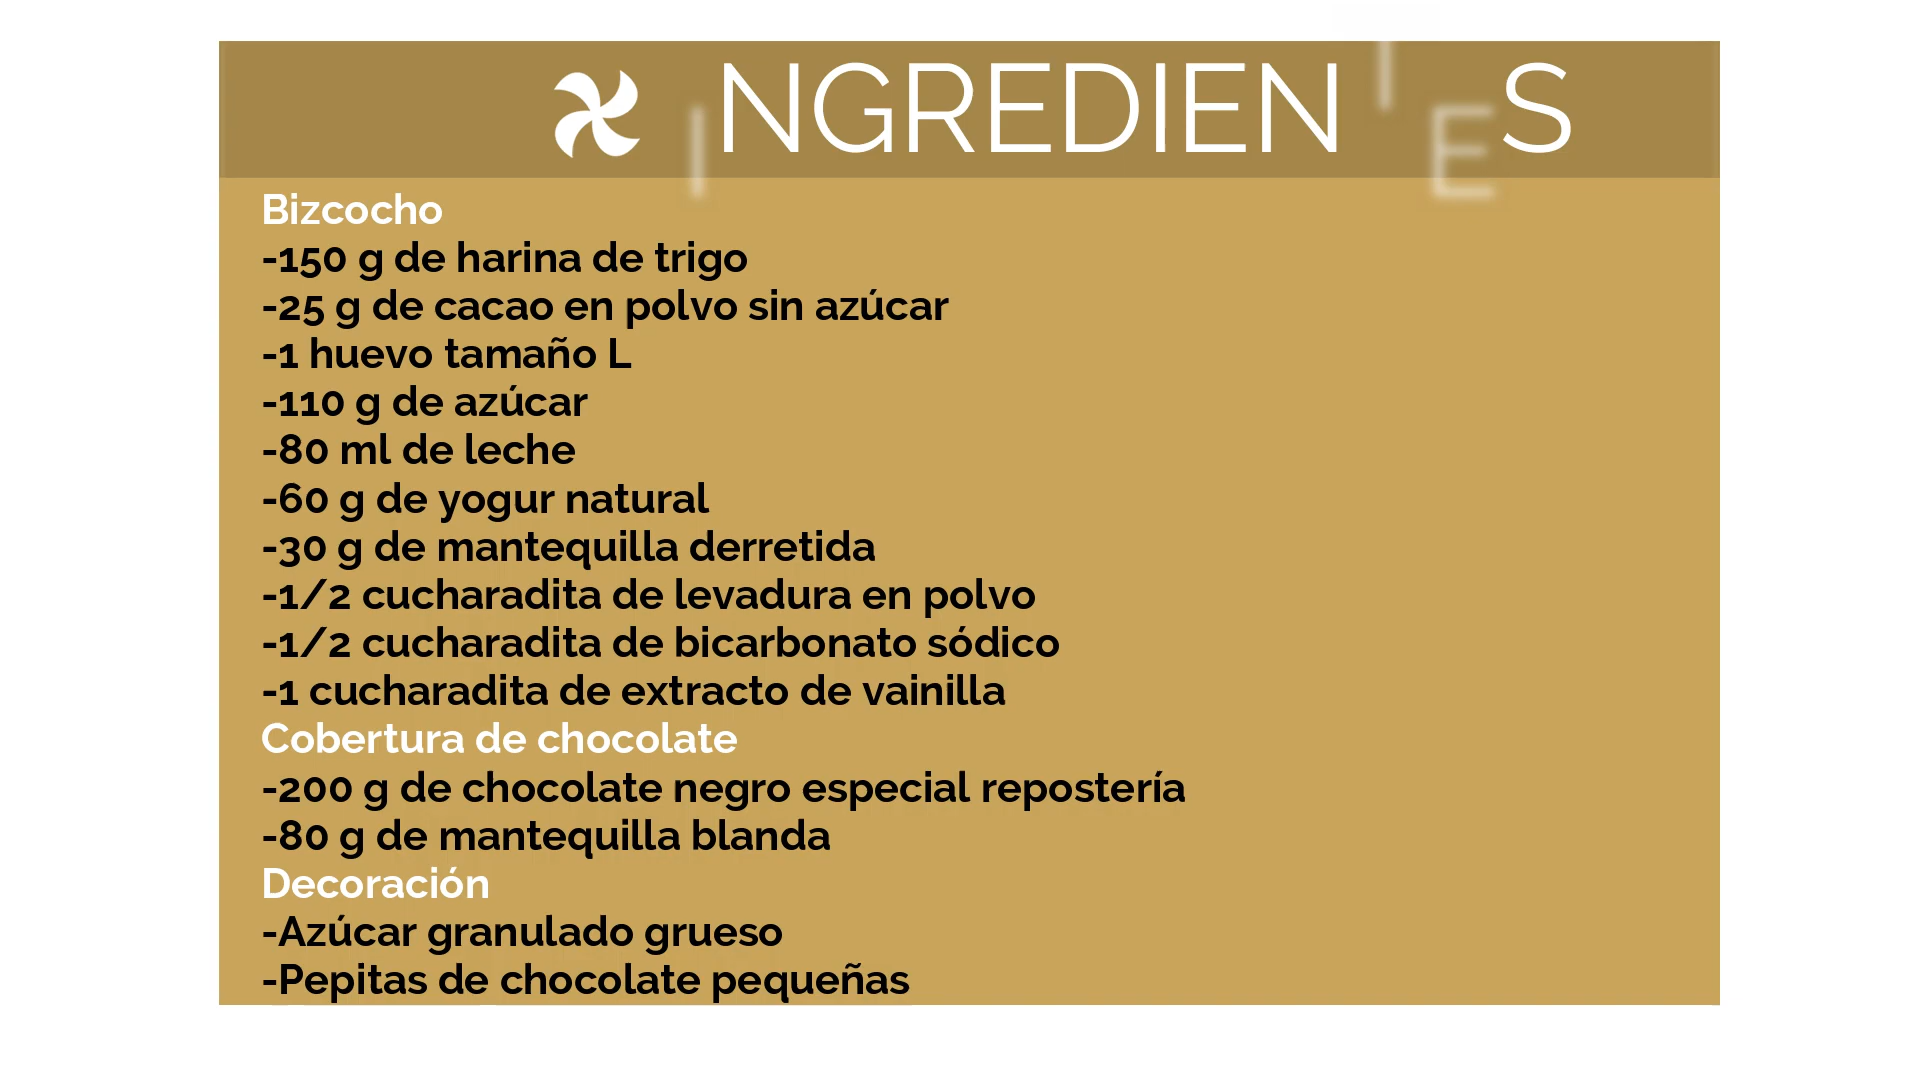 INGREDIENTES
Bizcocho
-150 g de harina de trigo
-25 g de cacao en polvo sin azúcar
-1 huevo tamaño L
-110 g de azúcar
-80 ml de leche
-60 g de yogur natural
-30 g de mantequilla derretida
-1/2 cucharadita de levadura en polvo
-1/2 cucharadita de bicarbonato sódico
-1 cucharadita de extracto de vainilla
Cobertura de chocolate
-200 g de chocolate negro especial repostería
-80 g de mantequilla blanda
Decoración
-Azúcar granulado grueso
-Pepitas de chocolate pequeñas